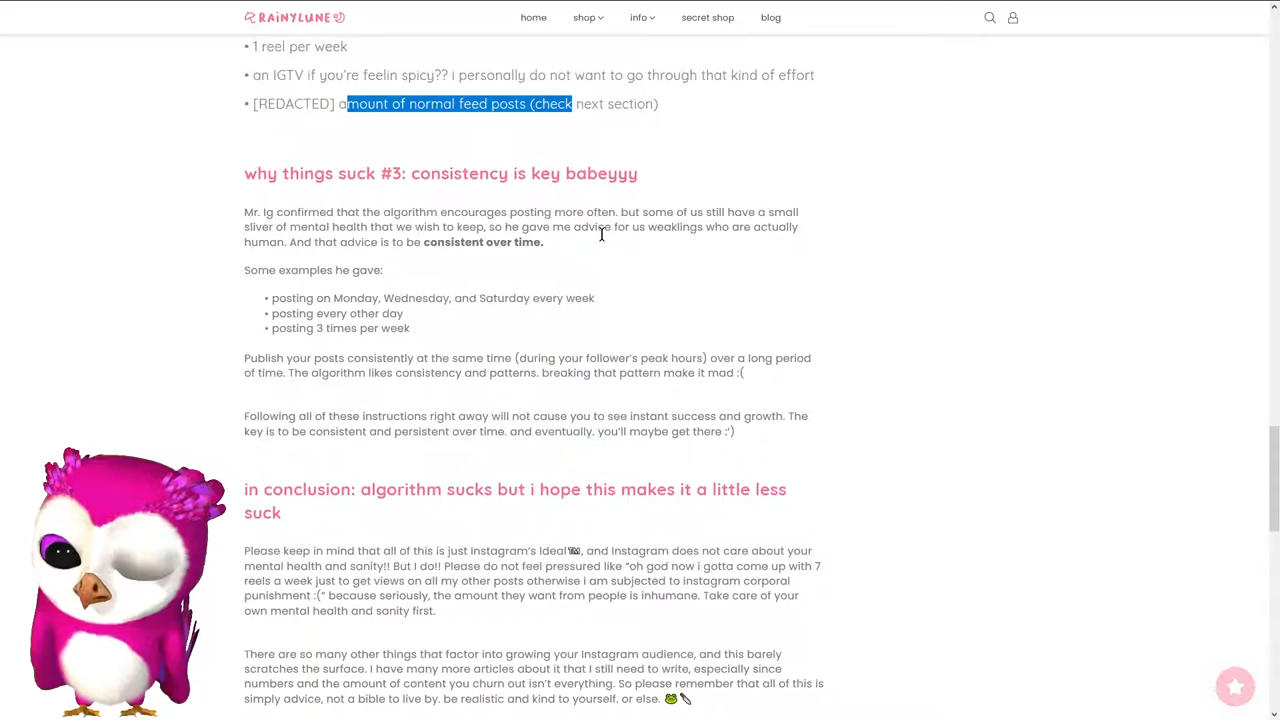 RAINYLUNE
home
shop
info
secret shop
blog
• 1 reel per week
• an IGTV if you’re feelin spicy?? i personally do not want to go through that kind of effort
• [REDACTED] amount of normal feed posts (check next section)
why things suck #3: consistency is key babeyyy
Mr. Ig confirmed that the algorithm encourages posting more often. but some of us still have a small
sliver of mental health that we wish to keep, so he gave me advice for us weaklings who are actually
human. And that advice is to be consistent over time.
Some examples he gave:
• posting on Monday, Wednesday, and Saturday every week
• posting every other day
• posting 3 times per week
Publish your posts consistently at the same time (during your follower’s peak hours) over a long period
of time. The algorithm likes consistency and patterns. breaking that pattern make it mad :(
Following all of these instructions right away will not cause you to see instant success and growth. The
key is to be consistent and persistent over time. and eventually. you’ll maybe get there :’)
in conclusion: algorithm sucks but i hope this makes it a little less
suck
Please keep in mind that all of this is just Instagram’s Ideal™, and Instagram does not care about your
mental health and sanity!! But I do!! Please do not feel pressured like “oh god now i gotta come up with 7
reels a week just to get views on all my other posts otherwise i am subjected to instagram corporal
punishment :(“ because seriously, the amount they want from people is inhumane. Take care of your
own mental health and sanity first.
There are so many other things that factor into growing your Instagram audience, and this barely
scratches the surface. I have many more articles about it that I still need to write, especially since
numbers and the amount of content you churn out isn’t everything. So please remember that all of this is
simply advice, not a bible to live by. be realistic and kind to yourself. or else. 🐸🔪